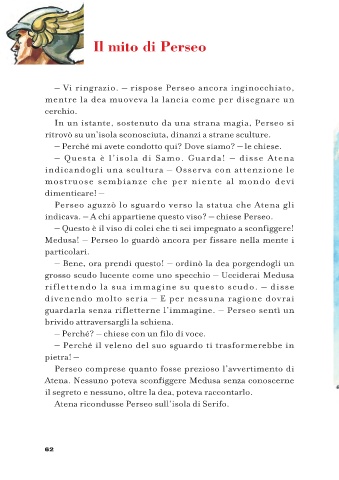 Il mito di Perseo
— Vi ringrazio. — rispose Perseo ancora inginocchiato,
mentre la dea muoveva la lancia come per disegnare un
cerchio.
In un istante, sostenuto da una strana magia, Perseo si
ritrovò su un'isola sconosciuta, dinanzi a strane sculture.
— Perché mi avete condotto qui? Dove siamo? — le chiese.
— Questa è l'isola di Samo. Guarda! — disse Atena
indicandogli una scultura – Osserva con attenzione le
mostruose sembianze che per niente al mondo devi
dimenticare! –
Perseo aguzzò lo sguardo verso la statua che Atena gli
indicava. — A chi appartiene questo viso? — chiese Perseo.
— Questo è il viso di colei che ti sei impegnato a sconfiggere!
Medusa! – Perseo lo guardò ancora per fissare nella mente i
particolari.
– Bene, ora prendi questo! – ordinò la dea porgendogli un
grosso scudo lucente come uno specchio – Ucciderai Medusa
riflettendo la sua immagine su questo scudo. — disse
divenendo molto seria – E per nessuna ragione dovrai
guardarla senza rifletterne l'immagine. – Perseo sentì un
brivido attraversargli la schiena.
– Perché? – chiese con un filo di voce.
— Perché il veleno del suo sguardo ti trasformerebbe in
pietra! —
Perseo comprese quanto fosse prezioso l'avvertimento di
Atena. Nessuno poteva sconfiggere Medusa senza conoscerne
il segreto e nessuno, oltre la dea, poteva raccontarlo.
Atena ricondusse Perseo sull'isola di Serifo.
62